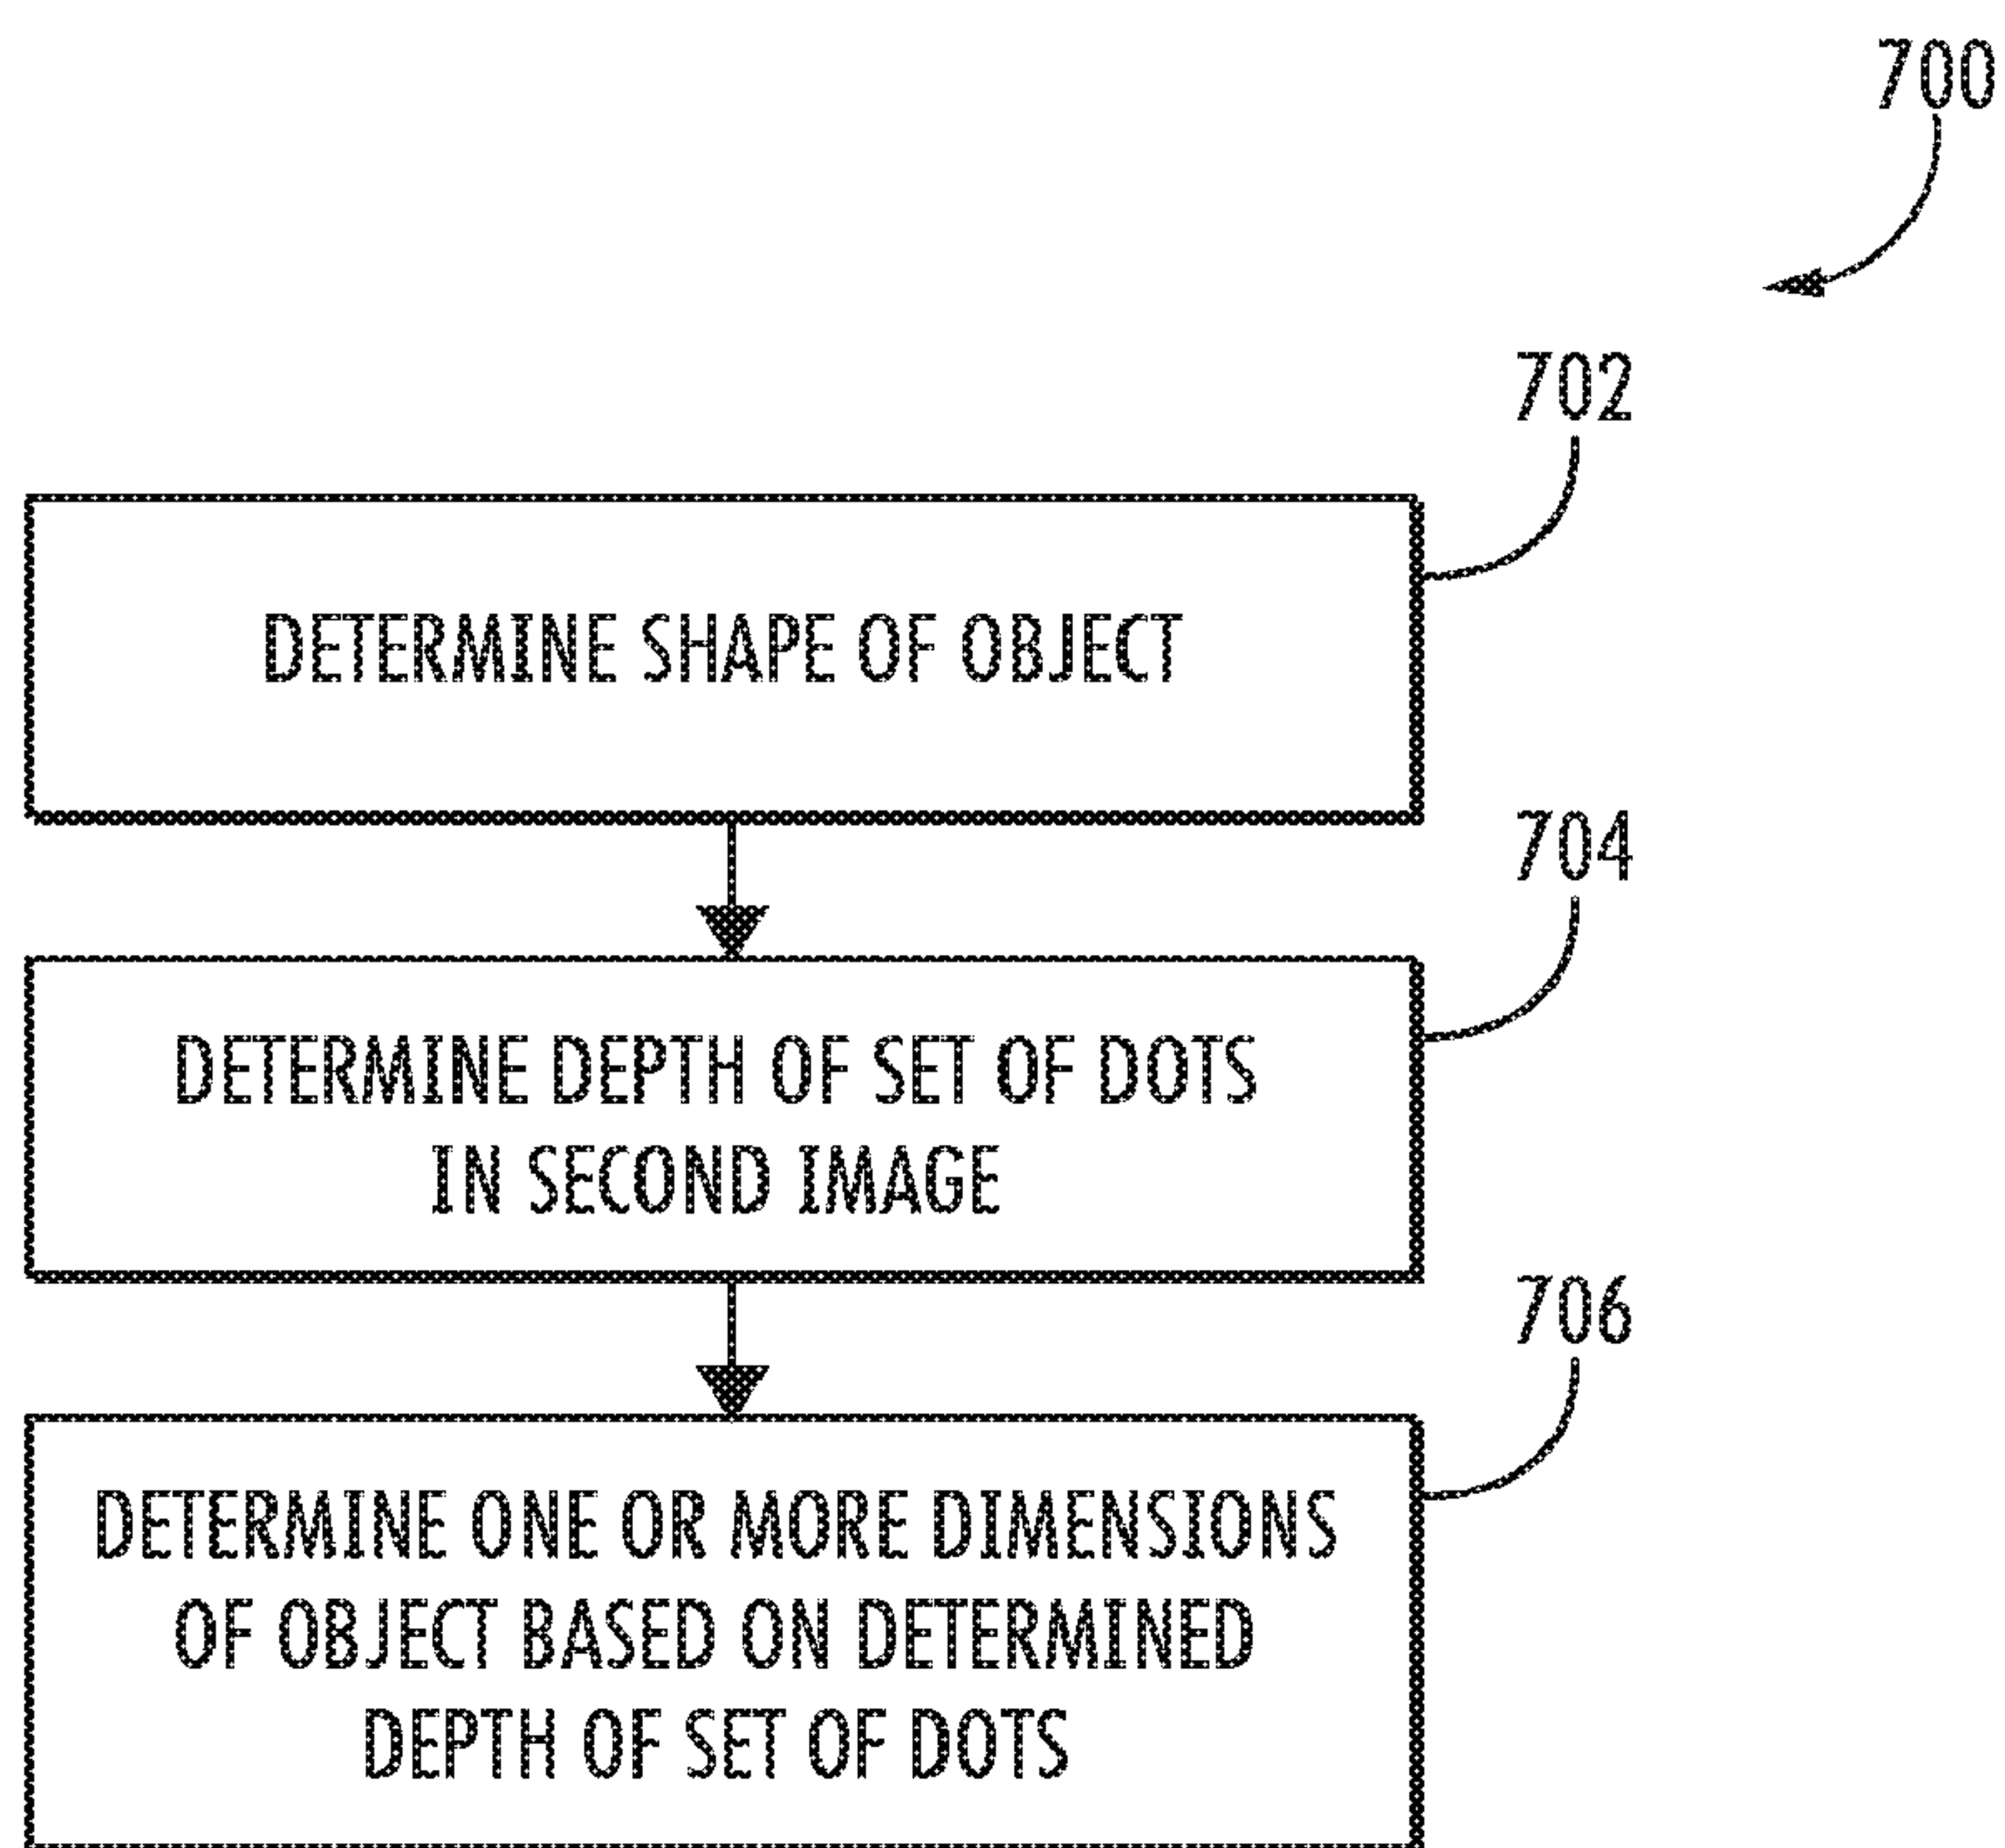 700
702
DETERMINE SHAPE OF OBJECT
704
DETERMINE DEPTH OF SET OF DOTS
IN SECOND IMAGE
706
DETERMINE ONE OR MORE DIMENSIONS
OF OBJECT BASED ON DETERMINED
DEPTH OF SET OF DOTS